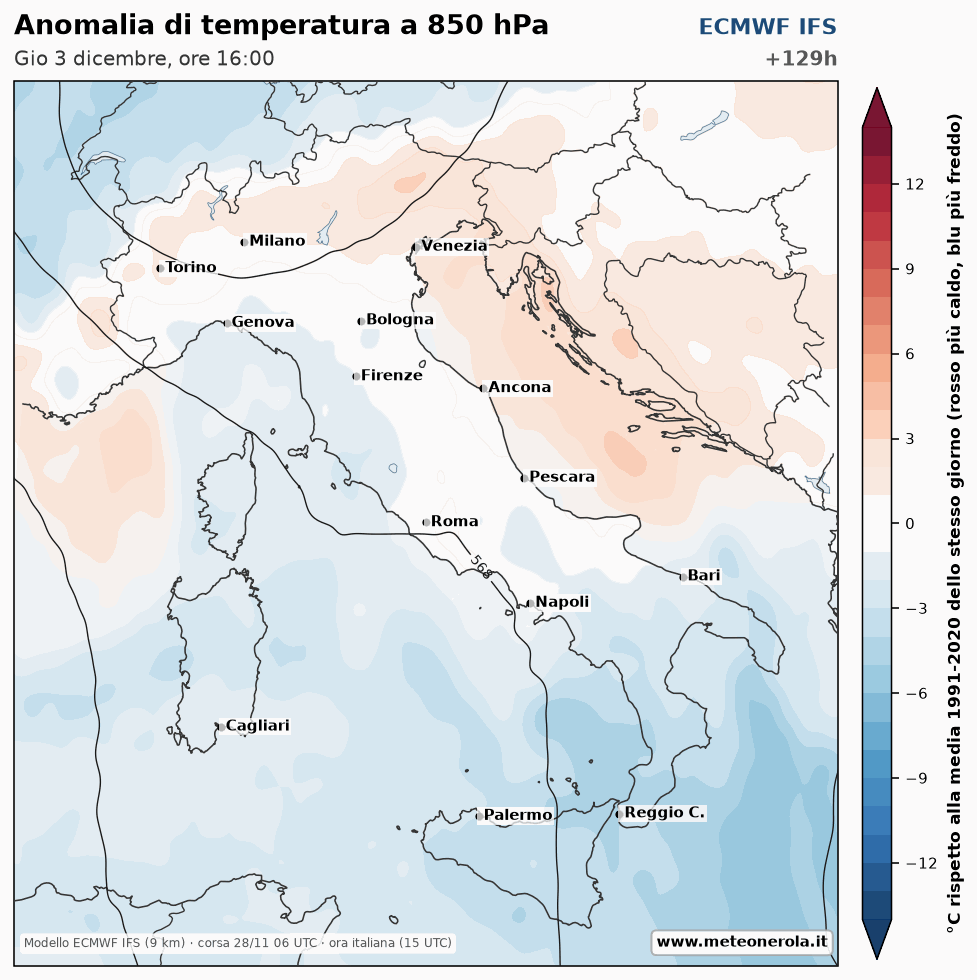 Anomalia di temperatura a 850 hPa
ECMWF IFS
Gio 3 dicembre, ore 16:00
+129h
Milano
Venezia
Torino
Genova
Bologna
Firenze
Ancona
Pescara
Roma
568
Bari
Napoli
Cagliari
Palermo
Reggio C.
12
9
6
3
0
−3
−6
−9
−12
°C rispetto alla media 1991-2020 dello stesso giorno (rosso più caldo, blu più freddo)
Modello ECMWF IFS (9 km) · corsa 28/11 06 UTC · ora italiana (15 UTC)
www.meteonerola.it